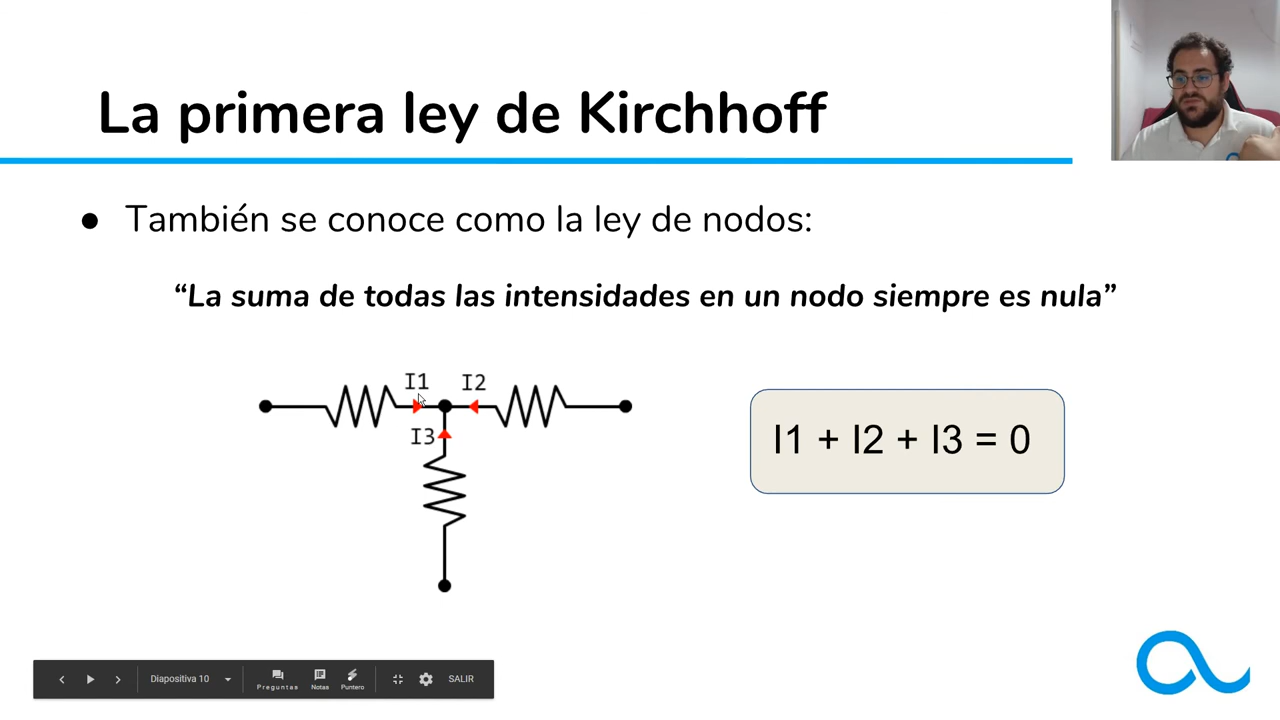 La primera ley de Kirchhoff
● También se conoce como la ley de nodos:
“La suma de todas las intensidades en un nodo siempre es nula”
I1 I2
I3
I1 + I2 + I3 = 0
Diapositiva 10
Preguntas
Notas
Puntero
SALIR